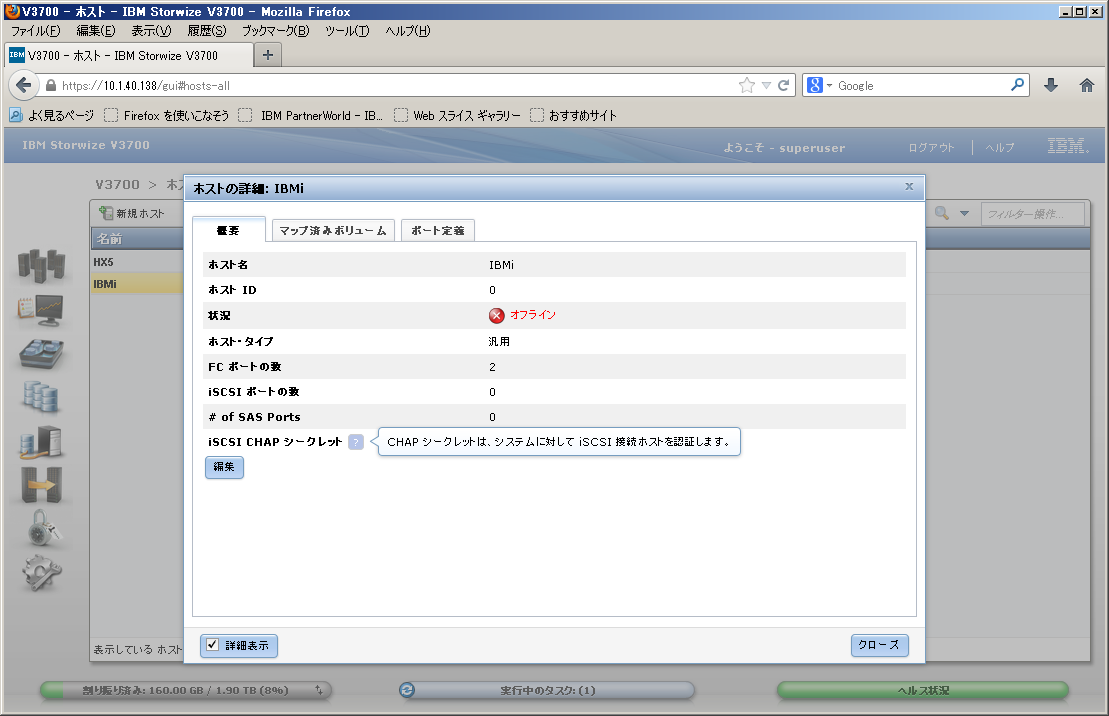 V3700 - ホスト - IBM Storwize V3700 - Mozilla Firefox
ファイル(F) 編集(E) 表示(V) 履歴(S) ブックマーク(B) ツール(T) ヘルプ(H)
IBM V3700 - ホスト - IBM Storwize V3700 +
https://10.1.40.138/gui#hosts-all 8 Google
よく見るページ Firefox を使いこなそう IBM PartnerWorld - IB... Web スライス ギャラリー おすすめサイト
IBM Storwize V3700 ようこそ - superuser ログアウト ヘルプ IBM.
V3700 > ホス
ホストの詳細: IBMi x
新規ホスト フィルター操作...
概要 マップ済みボリューム ポート定義
名前
HX5
IBMi
ホスト名 IBMi
ホスト ID 0
状況 オフライン
ホスト・タイプ 汎用
FC ポートの数 2
iSCSI ポートの数 0
# of SAS Ports 0
iSCSI CHAP シークレット ? CHAP シークレットは、システムに対して iSCSI 接続ホストを認証します。
編集
詳細表示 クローズ
表示している ホスト
割り振り済み: 160.00 GB / 1.90 TB (8%) 実行中のタスク: (1) ヘルス状況